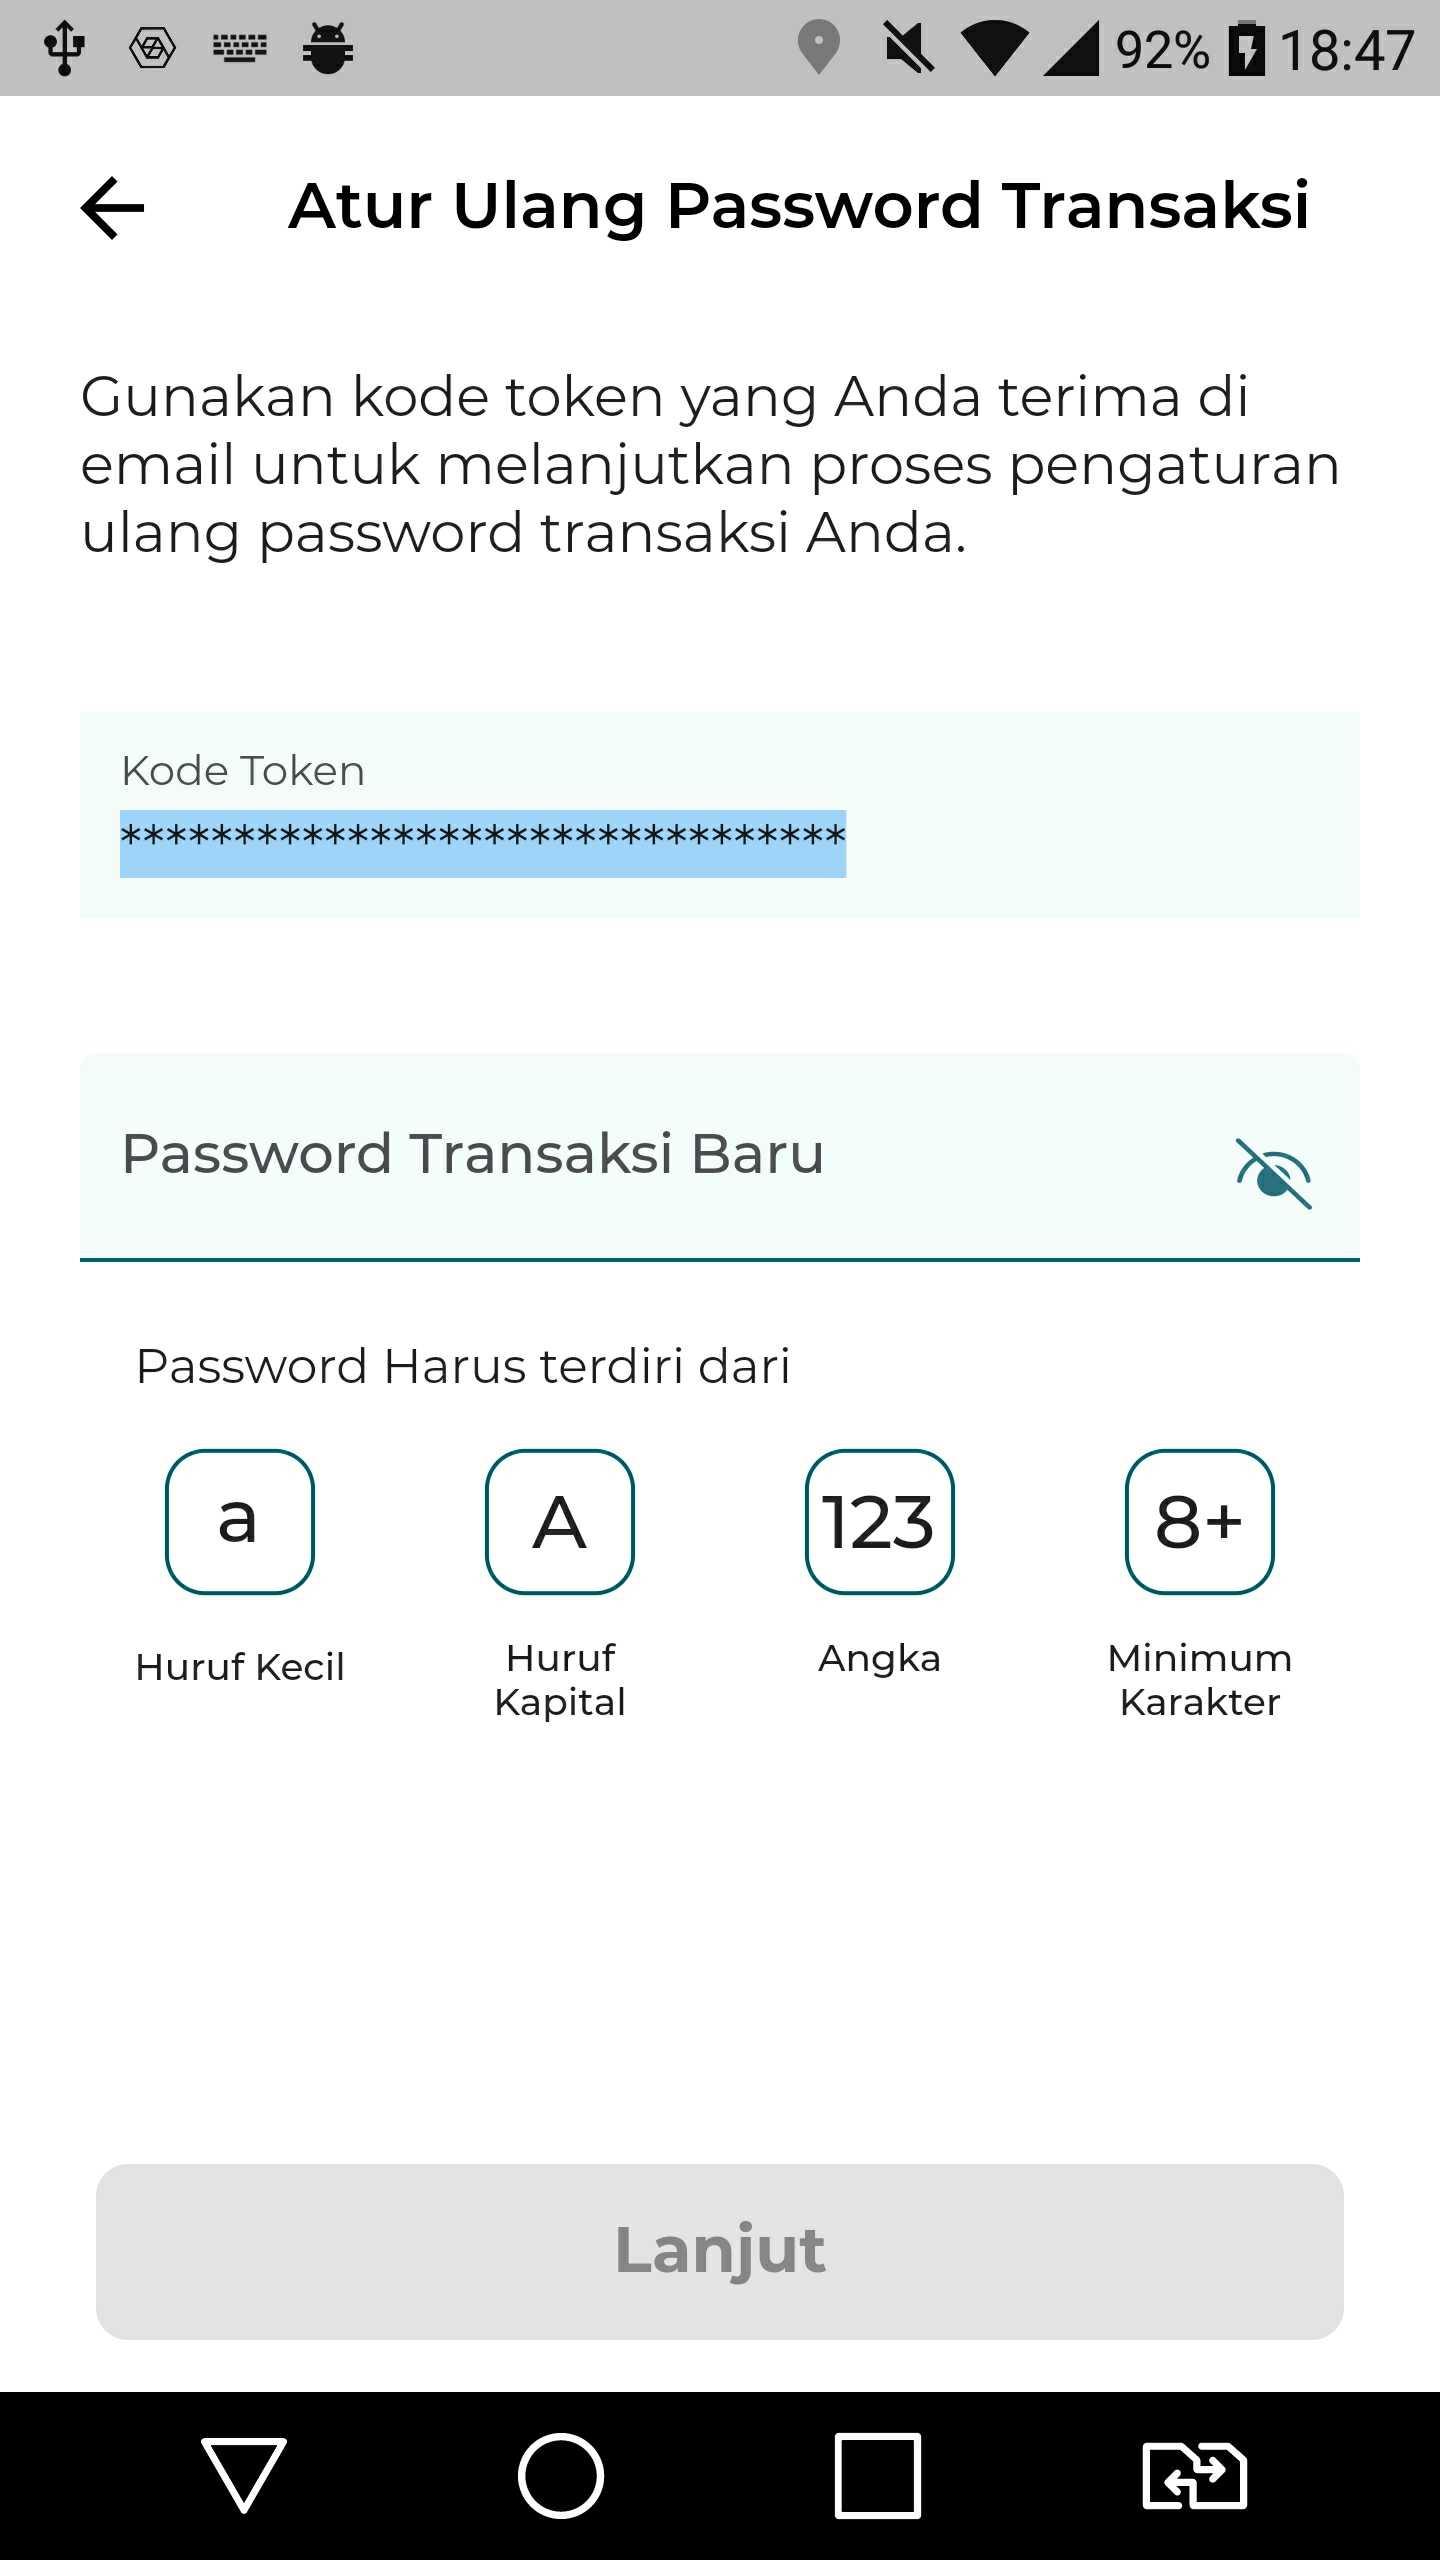 92% 18:47
Atur Ulang Password Transaksi
Gunakan kode token yang Anda terima di
email untuk melanjutkan proses pengaturan
ulang password transaksi Anda.
Kode Token
********************************
Password Transaksi Baru
Password Harus terdiri dari
a A 123 8+
Huruf Kecil
Huruf
Kapital
Angka
Minimum
Karakter
Lanjut